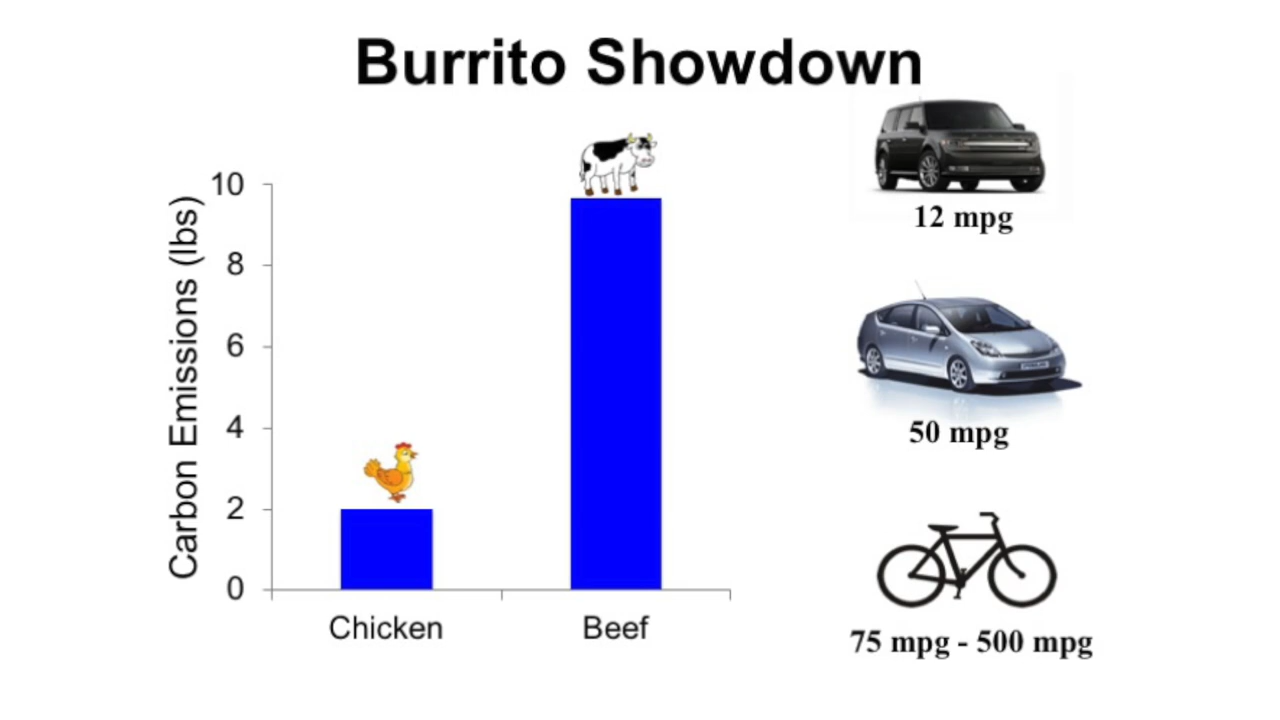 Burrito Showdown
Carbon Emissions (lbs)
10
8
6
4
2
0
Chicken
Beef
12 mpg
50 mpg
75 mpg - 500 mpg